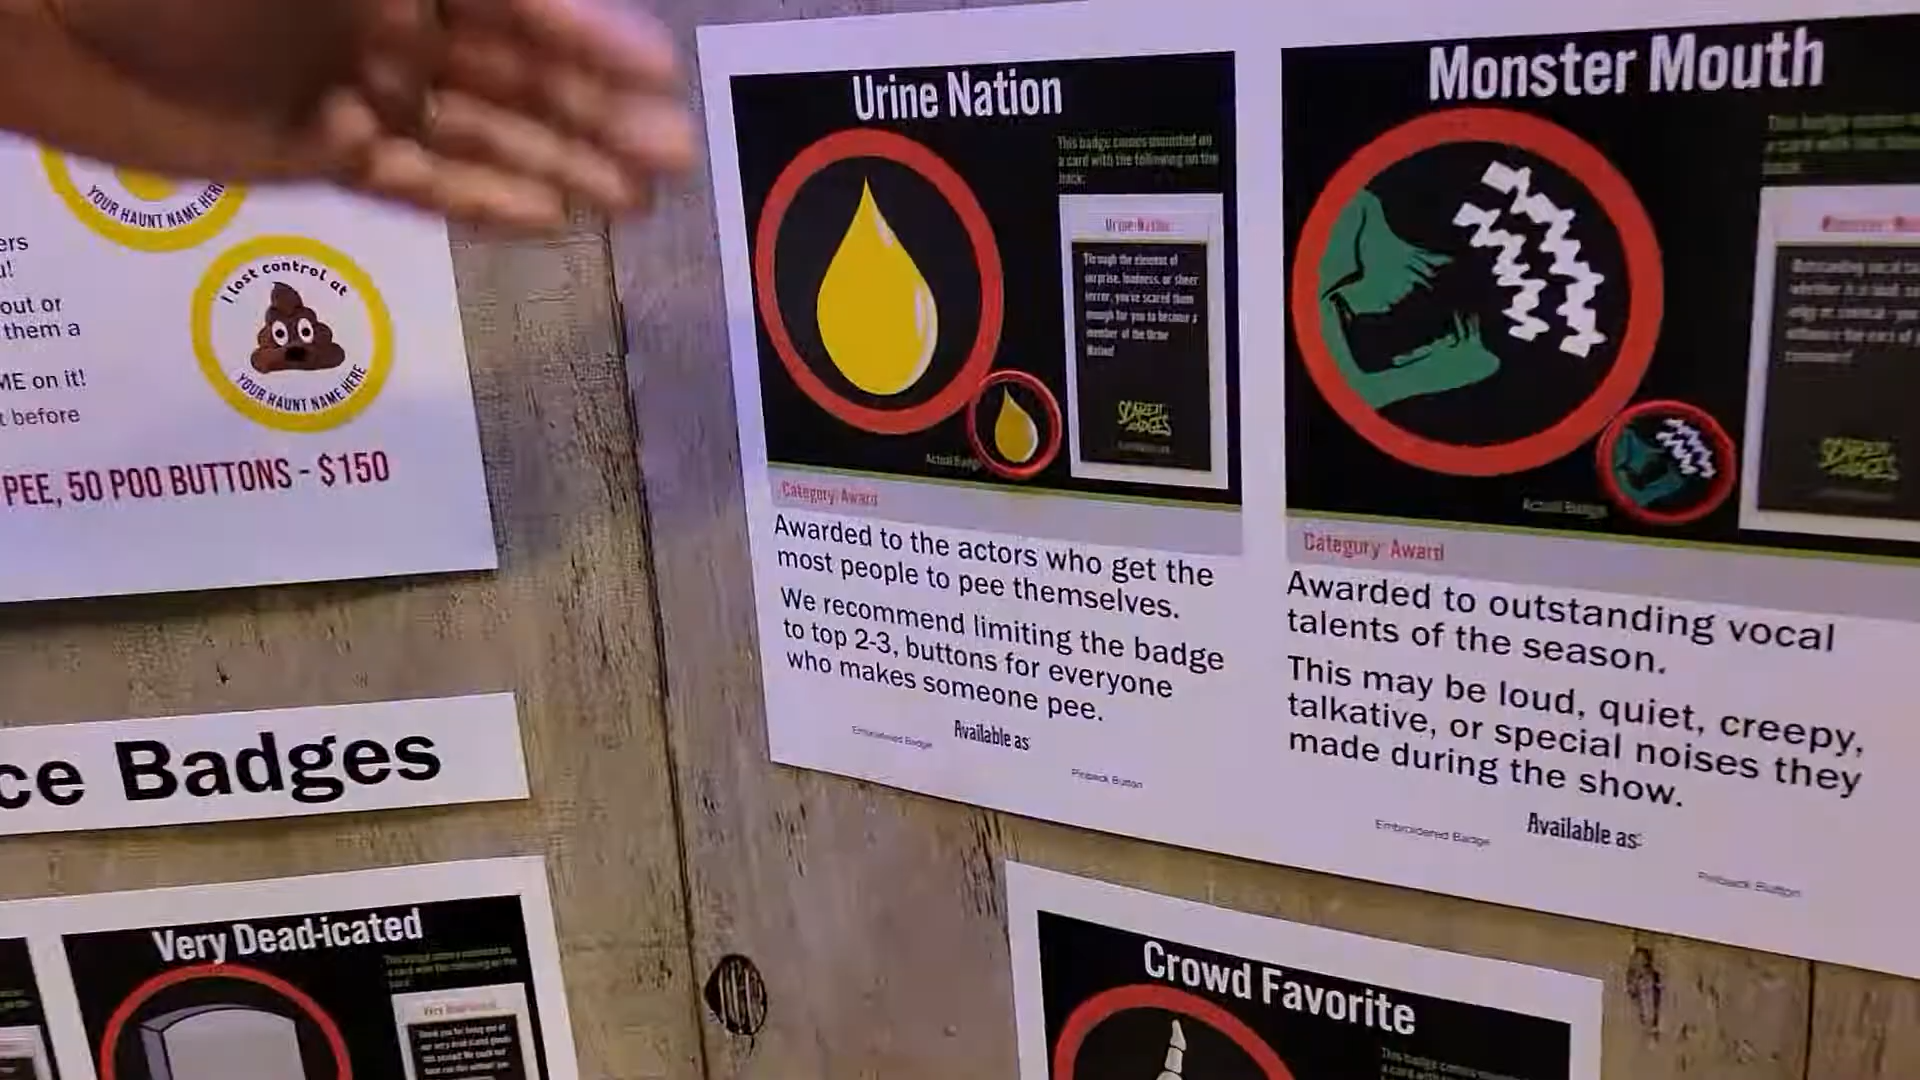 YOUR HAUNT NAME HERE
I lost control at
YOUR HAUNT NAME HERE
out or
them a
ME on it!
before
PEE, 50 POO BUTTONS - $150
Badges
Very Dead-icated
Urine Nation
This badge comes mounted on
a card with the following on the
back:
Urine Nation
Through the element of
surprise, loudness, or sheer
terror, you've scared them
enough for you to become a
member of the Urine
Nation!
SCARE
BADGES
Actual Badge
Category: Award
Awarded to the actors who get the
most people to pee themselves.
We recommend limiting the badge
to top 2-3, buttons for everyone
who makes someone pee.
Available as:
Embroidered Badge
Pinback Button
Monster Mouth
Actual Badge
Category: Award
Awarded to outstanding vocal
talents of the season.
This may be loud, quiet, creepy,
talkative, or special noises they
made during the show.
Available as:
Embroidered Badge
Pinback Button
Crowd Favorite